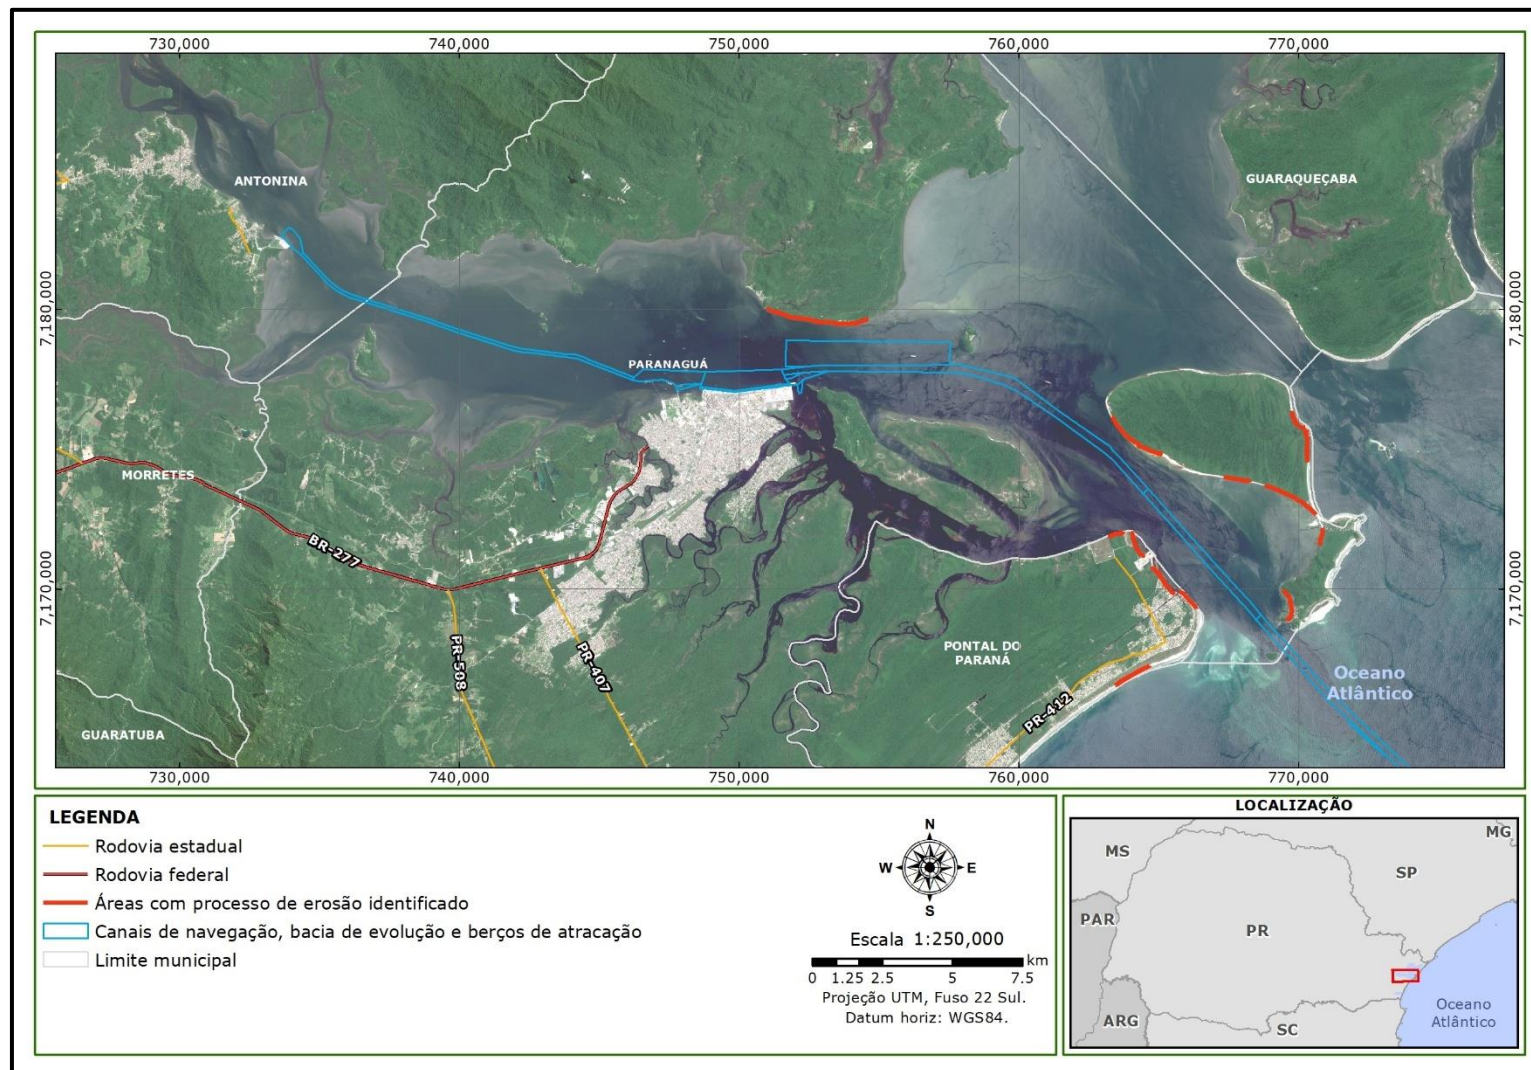 730,000
740,000
750,000
760,000
770,000
7,180,000
7,180,000
7,170,000
7,170,000
ANTONINA
GUARAQUEÇABA
PARANAGUÁ
MORRETES
BR-277
PR-508
PR-407
PONTAL DO
PARANÁ
PR-412
Oceano
Atlântico
GUARATUBA
730,000
740,000
750,000
760,000
770,000
LEGENDA
Rodovia estadual
Rodovia federal
Áreas com processo de erosão identificado
Canais de navegação, bacia de evolução e berços de atracação
Limite municipal
N
W
E
S
Escala 1:250,000
km
0 1.25 2.5 5 7.5
Projeção UTM, Fuso 22 Sul.
Datum horiz: WGS84.
LOCALIZAÇÃO
MG
MS
SP
PAR
PR
ARG
SC
Oceano
Atlântico